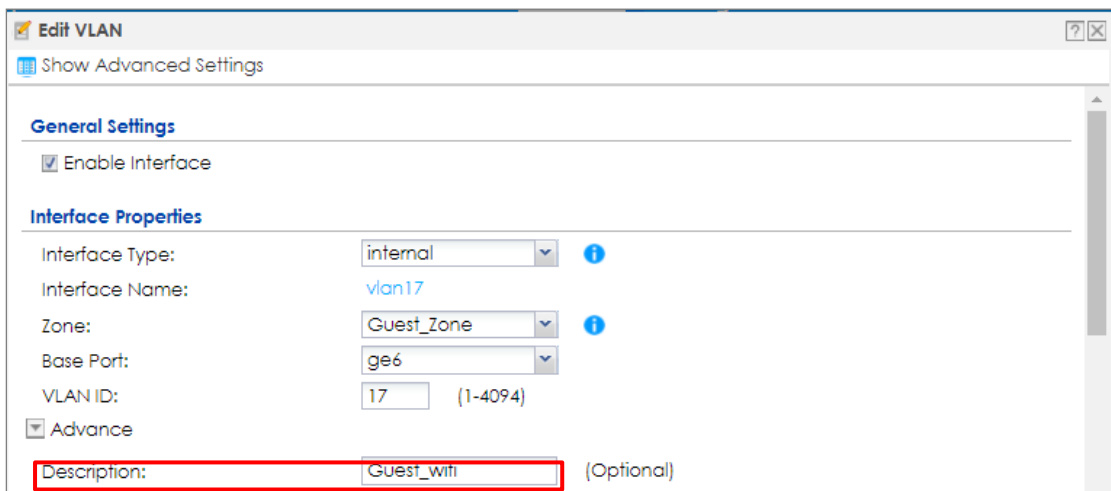 Edit VLAN
Show Advanced Settings
General Settings
Enable Interface
Interface Properties
Interface Type: internal
Interface Name: vlan17
Zone: Guest_Zone
Base Port: ge6
VLAN ID: 17 (1-4094)
Advance
Description: Guest_wifi (Optional)